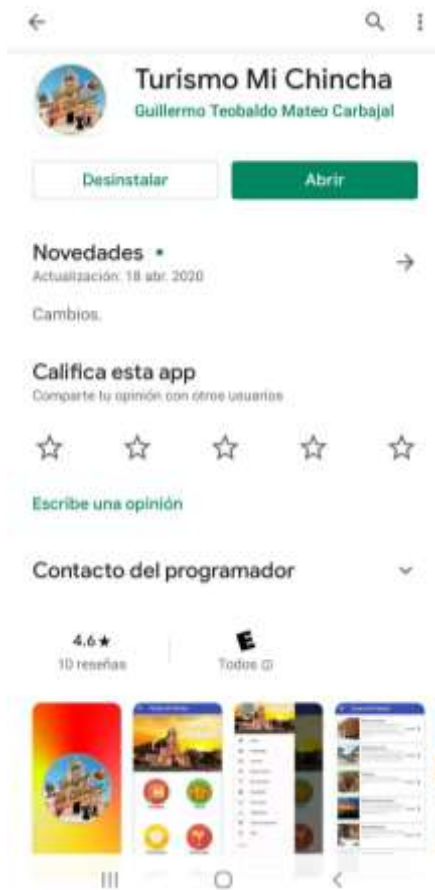 Turismo Mi Chincha
Guillermo Teobaldo Mateo Carbajal
Desinstalar
Abrir
Novedades •
Actualización: 18 abr. 2020
Cambios.
Califica esta app
Comparte tu opinión con otros usuarios
Escribe una opinión
Contacto del programador
4.6★
E
10 reseñas
Todos